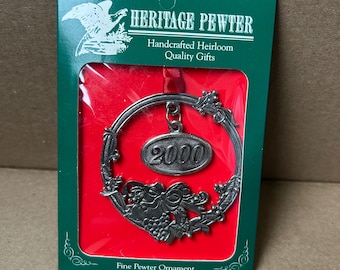 HERITAGE PEWTER
Handcrafted Heirloom
Quality Gifts
2000
Fine Pewter Ornament